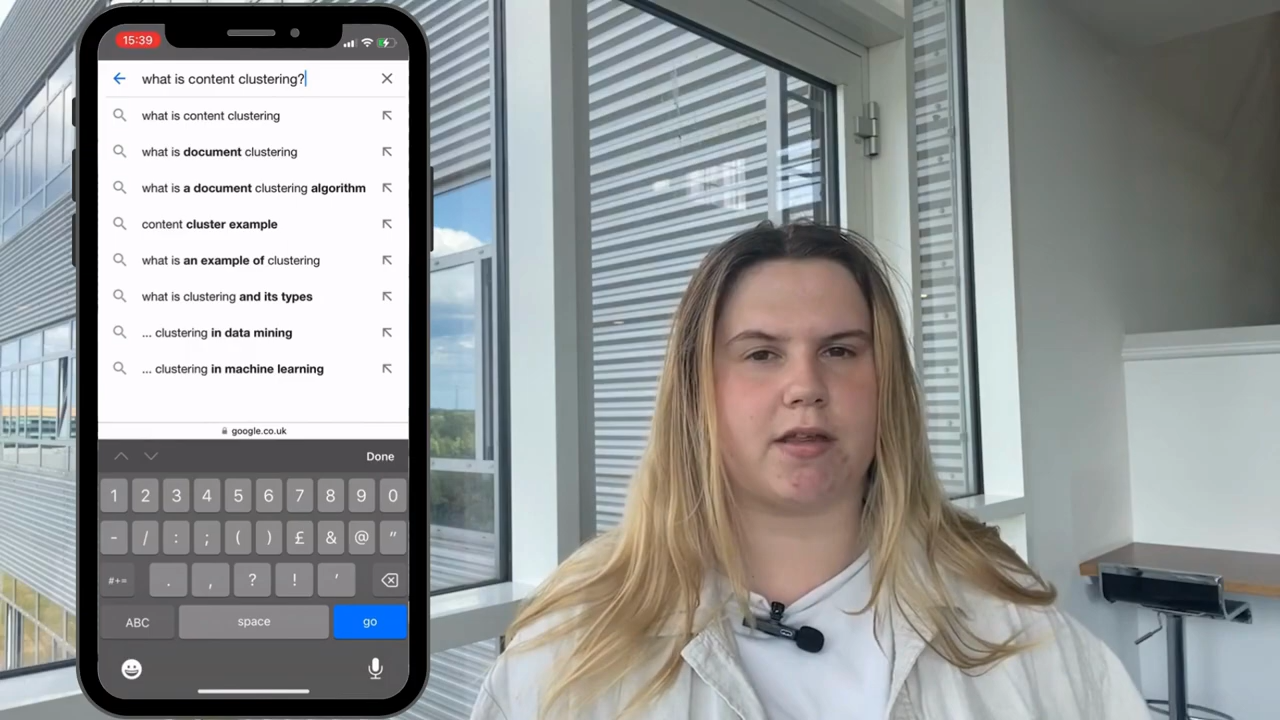 15:39
what is content clustering?
what is content clustering
what is document clustering
what is a document clustering algorithm
content cluster example
what is an example of clustering
what is clustering and its types
... clustering in data mining
... clustering in machine learning
google.co.uk
Done
1 2 3 4 5 6 7 8 9 0
- / : ; ( ) £ & @ "
#+= . , ? ! '
ABC space go